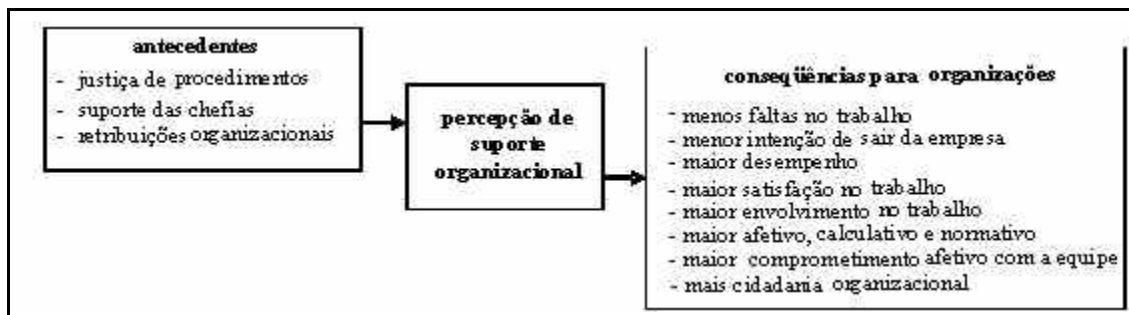 antecedentes
- justiça de procedimentos
- suporte das chefias
- retribuições organizacionais
percepção de
suporte
organizacional
conseqüências para organizações
- menos faltas no trabalho
- menor intenção de sair da empresa
- maior desempenho
- maior satisfação no trabalho
- maior envolvimento no trabalho
- maior afetivo, calculativo e normativo
- maior comprometimento afetivo com a equipe
- mais cidadania organizacional